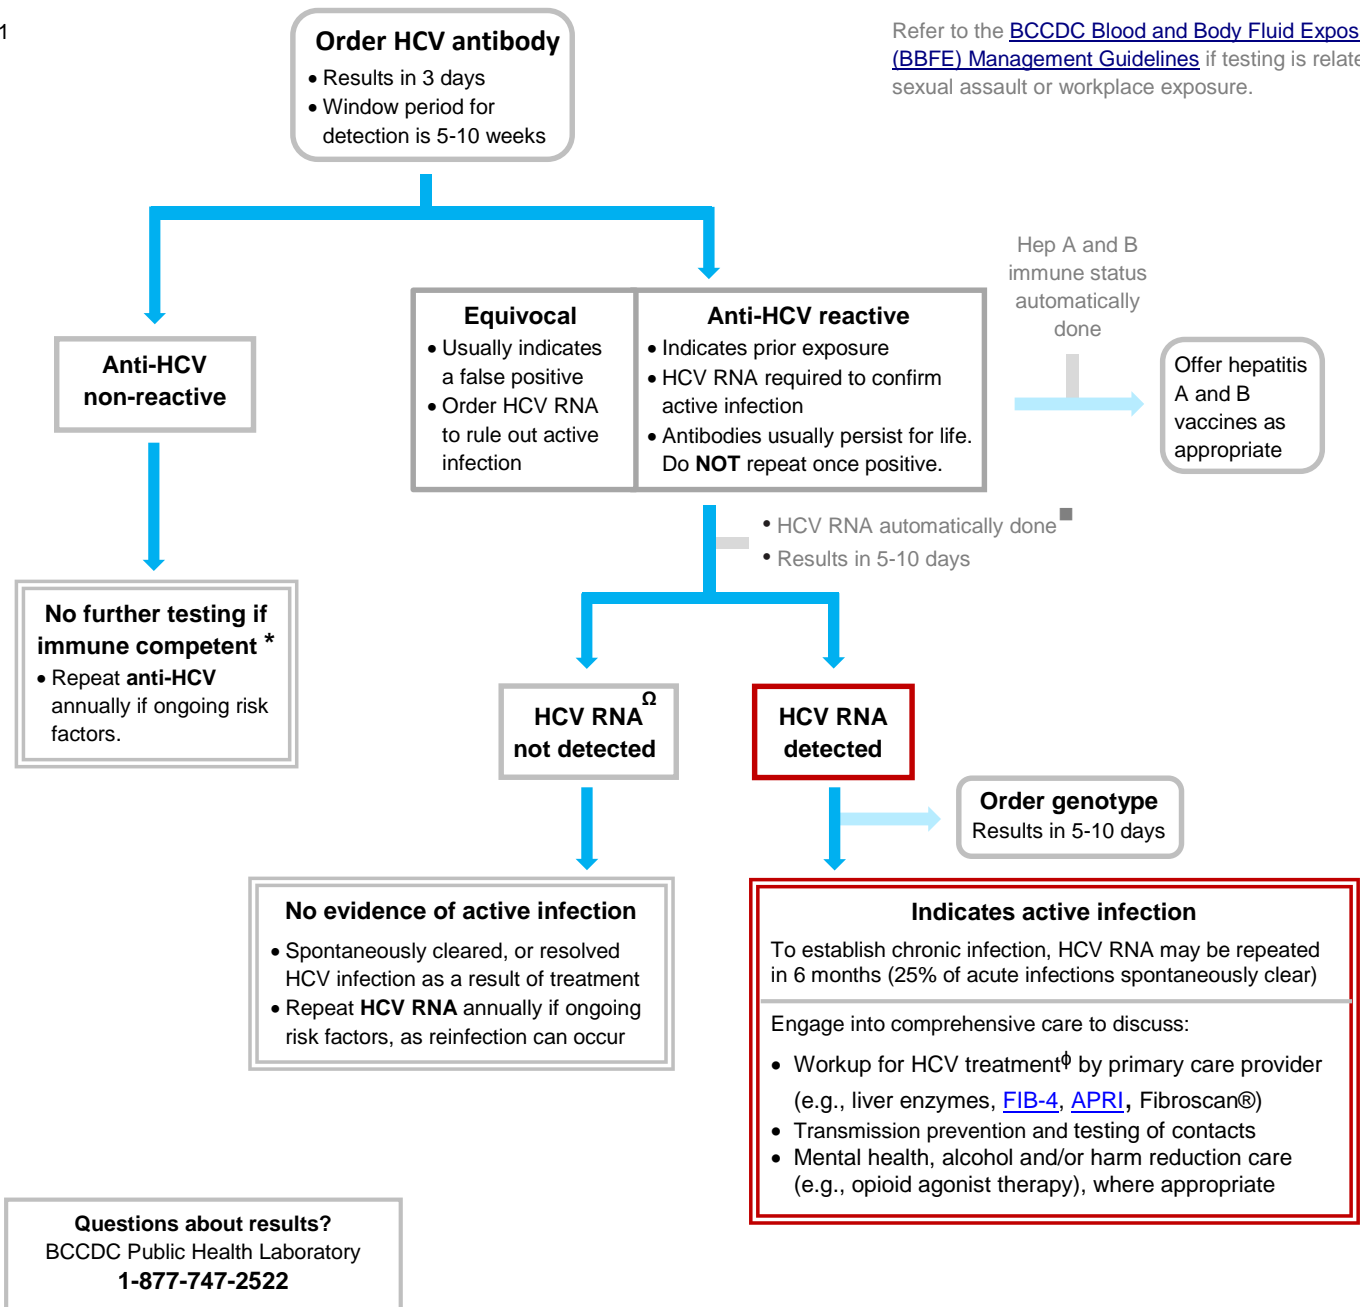 1
Order HCV antibody
• Results in 3 days
• Window period for
detection is 5-10 weeks
Refer to the BCCDC Blood and Body Fluid Expos
(BBFE) Management Guidelines if testing is relate
sexual assault or workplace exposure.
Hep A and B
immune status
automatically
done
Anti-HCV
non-reactive
Equivocal
• Usually indicates
a false positive
• Order HCV RNA
to rule out active
infection
Anti-HCV reactive
• Indicates prior exposure
• HCV RNA required to confirm
active infection
• Antibodies usually persist for life.
Do NOT repeat once positive.
Offer hepatitis
A and B
vaccines as
appropriate
• HCV RNA automatically done■
• Results in 5-10 days
No further testing if
immune competent *
• Repeat anti-HCV
annually if ongoing risk
factors.
HCV RNAΩ
not detected
HCV RNA
detected
Order genotype
Results in 5-10 days
No evidence of active infection
• Spontaneously cleared, or resolved
HCV infection as a result of treatment
• Repeat HCV RNA annually if ongoing
risk factors, as reinfection can occur
Indicates active infection
To establish chronic infection, HCV RNA may be repeated
in 6 months (25% of acute infections spontaneously clear)
Engage into comprehensive care to discuss:
• Workup for HCV treatmentϕ by primary care provider
(e.g., liver enzymes, FIB-4, APRI, Fibroscan®)
• Transmission prevention and testing of contacts
• Mental health, alcohol and/or harm reduction care
(e.g., opioid agonist therapy), where appropriate
Questions about results?
BCCDC Public Health Laboratory
1-877-747-2522